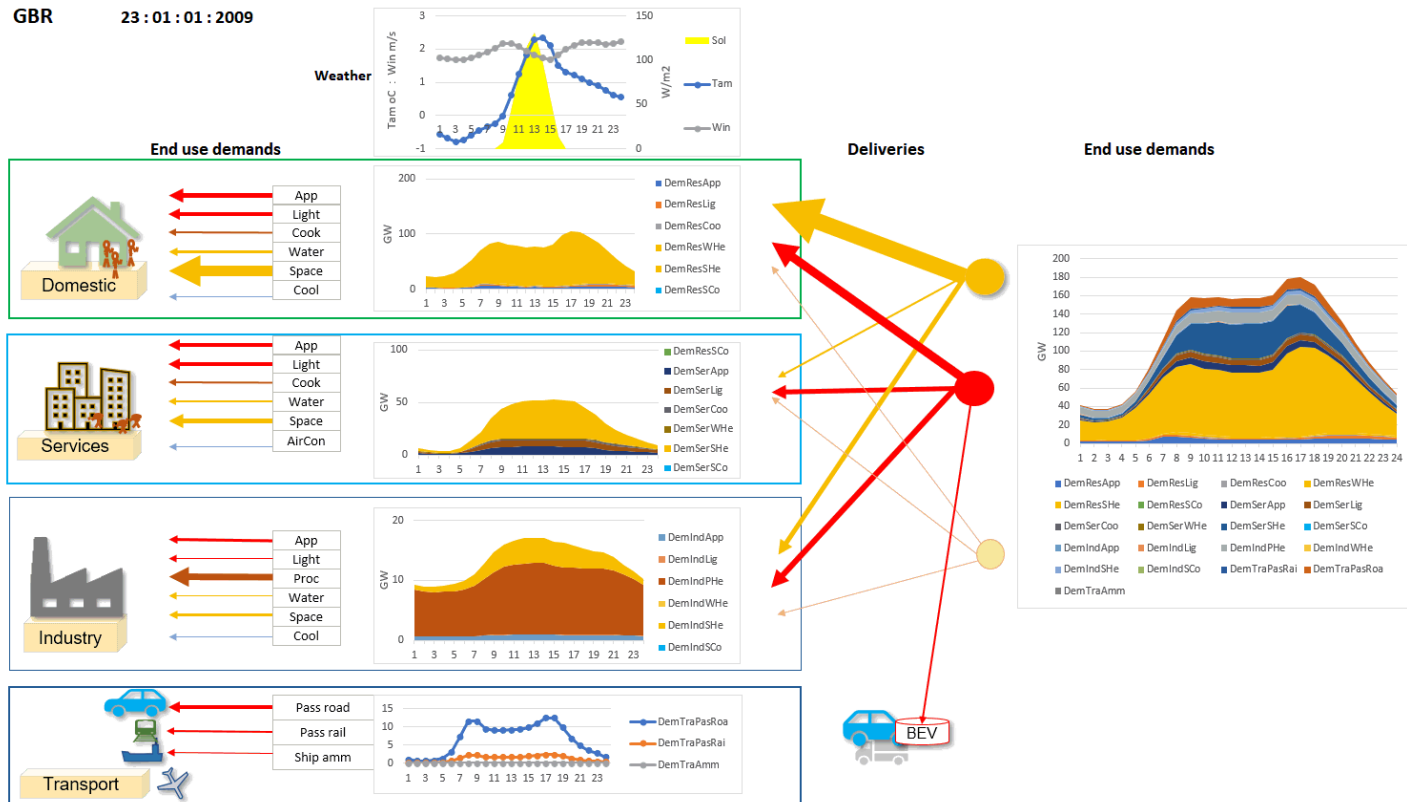 GBR 23 : 01 : 01 : 2009
Weather
Tam oC : Win m/s
3
2
1
0
-1
1 3 5 7 9 11 13 15 17 19 21 23
150
100
50
0
W/m2
Sol
Tam
Win
End use demands
Deliveries
End use demands
App
Light
Cook
Water
Space
Cool
Domestic
GW
200
100
0
1 3 5 7 9 11 13 15 17 19 21 23
DemResApp
DemResLig
DemResCoo
DemResWHe
DemResSHe
DemResSCo
App
Light
Cook
Water
Space
AirCon
Services
GW
100
50
0
1 3 5 7 9 11 13 15 17 19 21 23
DemResSCo
DemSerApp
DemSerLig
DemSerCoo
DemSerWHe
DemSerSHe
DemSerSCo
App
Light
Proc
Water
Space
Cool
Industry
GW
20
10
0
1 3 5 7 9 11 13 15 17 19 21 23
DemIndApp
DemIndLig
DemIndPHe
DemIndWHe
DemIndSHe
DemIndSCo
Pass road
Pass rail
Ship amm
Transport
15
10
5
0
1 3 5 7 9 11 13 15 17 19 21 23
DemTraPasRoa
DemTraPasRai
DemTraAmm
BEV
GW
200
180
160
140
120
100
80
60
40
20
0
1 2 3 4 5 6 7 8 9 10 11 12 13 14 15 16 17 18 19 20 21 22 23 24
DemResApp DemResLig DemResCoo DemResWHe
DemResSHe DemResSCo DemSerApp DemSerLig
DemSerCoo DemSerWHe DemSerSHe DemSerSCo
DemIndApp DemIndLig DemIndPHe DemIndWHe
DemIndSHe DemIndSCo DemTraPasRai DemTraPasRoa
DemTraAmm